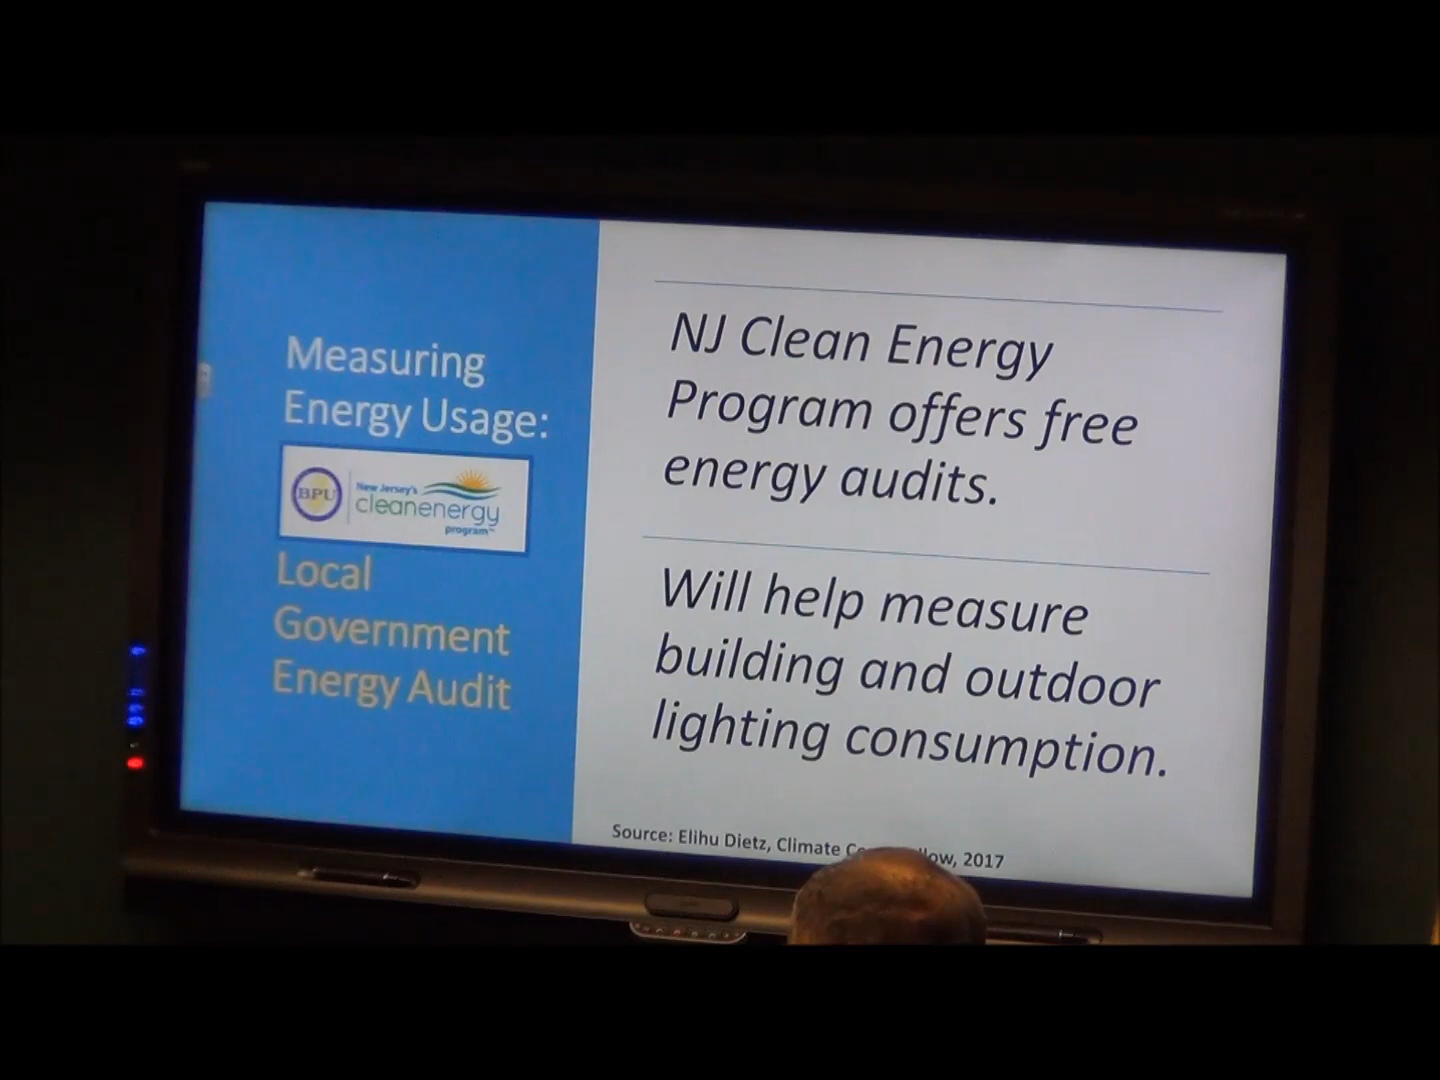 Measuring
Energy Usage:
BPU
New Jersey's
cleanenergy
program™
Local
Government
Energy Audit
NJ Clean Energy
Program offers free
energy audits.
Will help measure
building and outdoor
lighting consumption.
Source: Elihu Dietz, Climate 2017